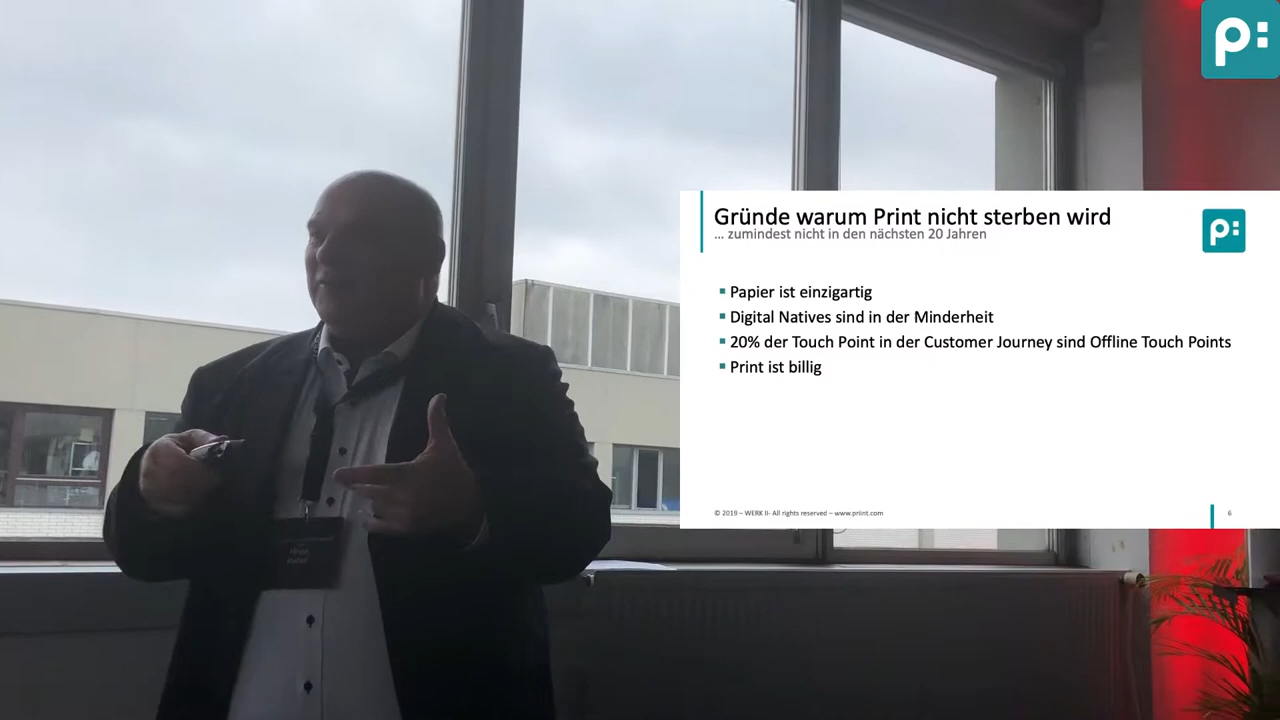 p:
Gründe warum Print nicht sterben wird
... zumindest nicht in den nächsten 20 Jahren
p:
Papier ist einzigartig
Digital Natives sind in der Minderheit
20% der Touch Point in der Customer Journey sind Offline Touch Points
Print ist billig
© 2019 – WERK II- All rights reserved – www.priint.com
6